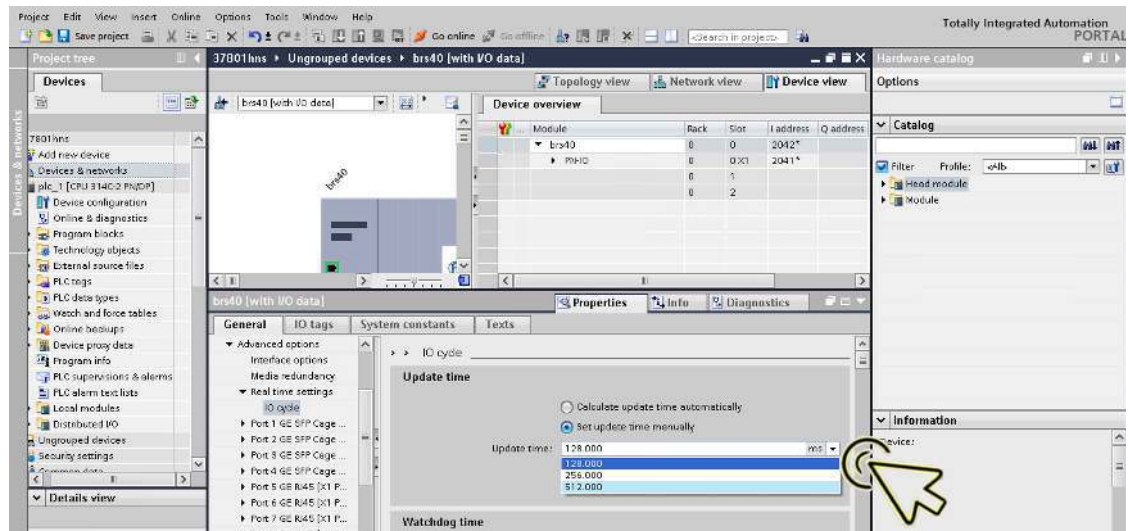 Project Edit View Insert Online Options Tools Window Help
Totally Integrated Automation
PORTAL
Save project
Go online
Go offline
<Search in project>
Project tree
37801hns ▸ Ungrouped devices ▸ brs40 [with I/O data]
Hardware catalog
Devices
Topology view
Network view
Device view
Options
brs40 [with I/O data]
Device overview
Devices & networks
Module Rack Slot I address Q address
Catalog
7801hns
brs40 0 0 2042*
Add new device
PN-IO 0 0 X1 2041*
Filter Profile:
Devices & networks
0 1
Head module
plc_1 [CPU 314C-2 PN/DP]
0 2
Module
Device configuration
brs40
Online & diagnostics
Program blocks
Technology objects
External source files
PLC tags
PLC data types
brs40 [with I/O data]
Properties
Info
Diagnostics
Watch and force tables
General IO tags System constants Texts
Online backups
Device proxy data
Advanced options
IO cycle
Program info
Interface options
PLC supervisions & alarms
Media redundancy
Update time
PLC alarm text lists
Real time settings
Local modules
IO cycle
Calculate update time automatically
Distributed I/O
Port 1 GE SFP Cage ...
Set update time manually
Information
Ungrouped devices
Port 2 GE SFP Cage ...
Device:
Security settings
Port 3 GE SFP Cage ...
Update time: 128.000 ms
Common data
Port 4 GE SFP Cage ...
128.000
256.000
Port 5 GE RJ45 [X1 P...
512.000
Details view
Port 6 GE RJ45 [X1 P...
Port 7 GE RJ45 [X1 P...
Watchdog time